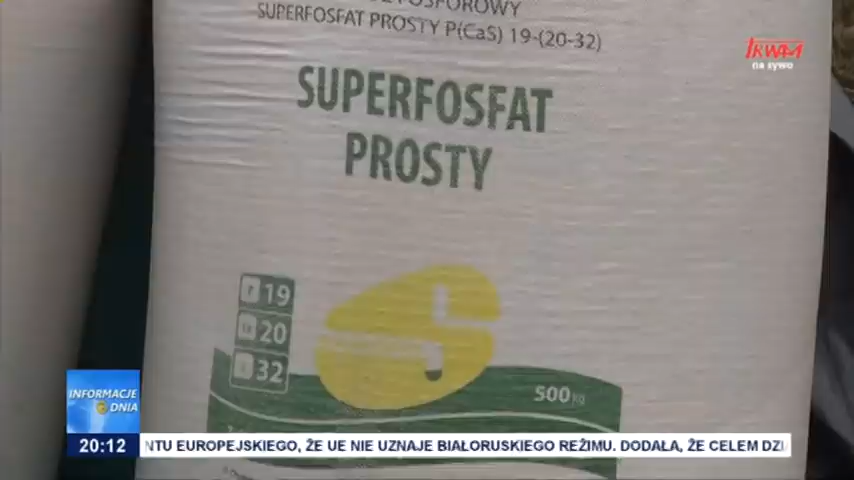 SUPERFOSFAT PROSTY P(CaS) 19-(20-32)
TRWAM
na żywo
SUPERFOSFAT
PROSTY
19
20
32
500 KG
INFORMACJE
DNIA
20:12
NTU EUROPEJSKIEGO, ŻE UE NIE UZNAJE BIAŁORUSKIEGO REŻIMU. DODAŁA, ŻE CELEM DZI